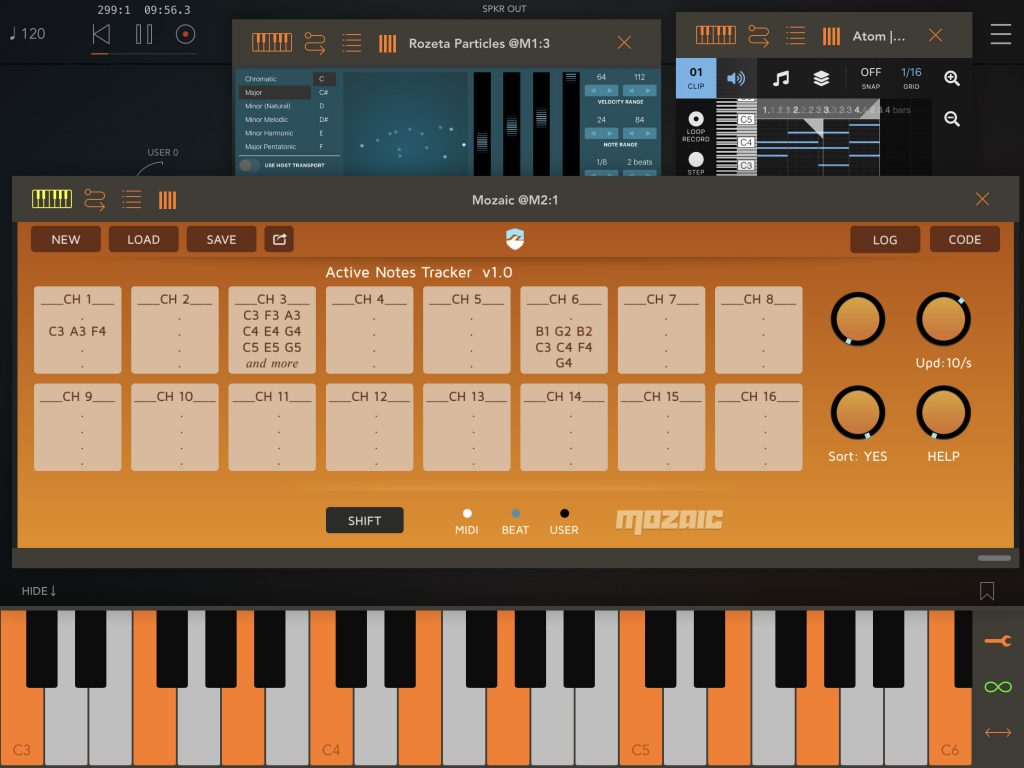 299:1 09:56.3
SPKR OUT
♩ 120
Rozeta Particles @M1:3
Atom |...
Chromatic C
Major C#
Minor (Natural) D
Minor Melodic D#
Minor Harmonic E
Major Pentatonic F
USE HOST TRANSPORT
64 112
VELOCITY RANGE
24 84
NOTE RANGE
1/8 2 beats
01
CLIP
OFF
SNAP
1/16
GRID
LOOP
RECORD
STEP
C5
C4
C3
bars
USER 0
Mozaic @M2:1
NEW LOAD SAVE LOG CODE
Active Notes Tracker v1.0
___CH 1___
.
C3 A3 F4
.
.
___CH 2___
.
.
.
.
___CH 3___
C3 F3 A3
C4 E4 G4
C5 E5 G5
and more
___CH 4___
.
.
.
.
___CH 5___
.
.
.
.
___CH 6___
.
B1 G2 B2
C3 C4 F4
G4
___CH 7___
.
.
.
.
___CH 8___
.
.
.
.
Upd:10/s
___CH 9___
.
.
.
.
___CH 10___
.
.
.
.
___CH 11___
.
.
.
.
___CH 12___
.
.
.
.
___CH 13___
.
.
.
.
___CH 14___
.
.
.
.
___CH 15___
.
.
.
.
___CH 16___
.
.
.
.
Sort: YES HELP
SHIFT
MIDI BEAT USER
MOZAIC
HIDE↓
C3 C4 C5 C6